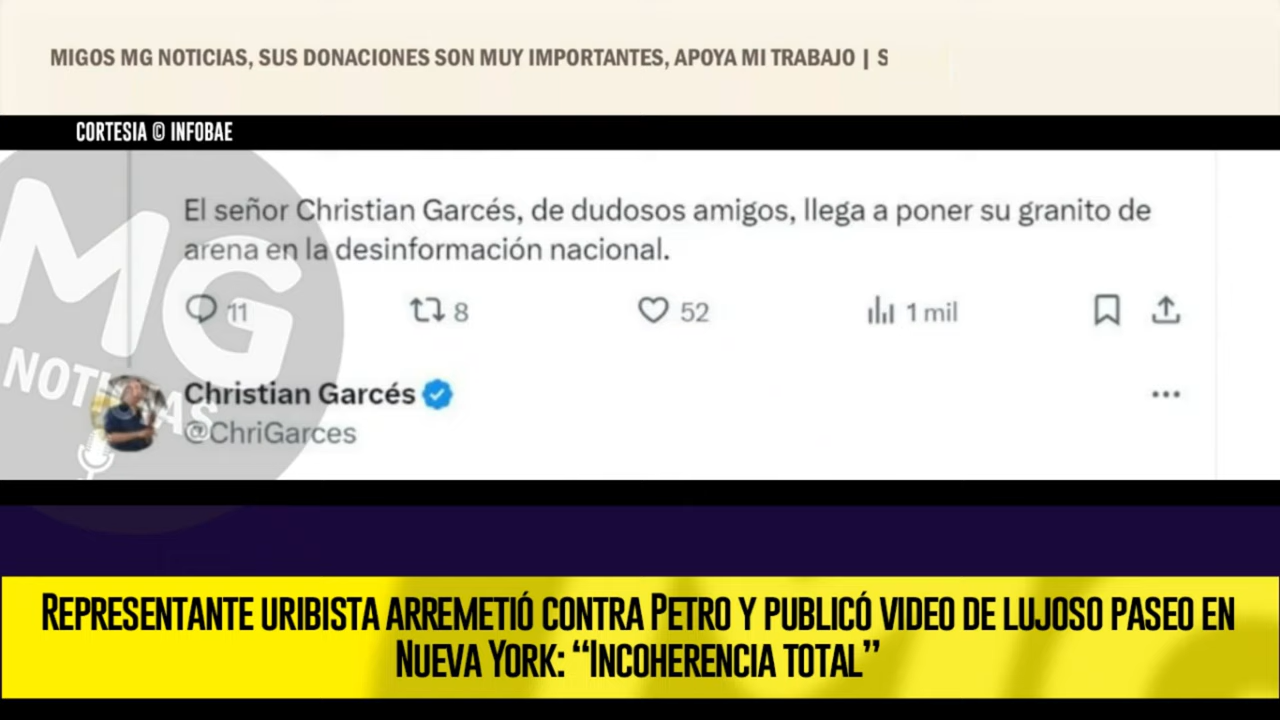 MIGOS MG NOTICIAS, SUS DONACIONES SON MUY IMPORTANTES, APOYA MI TRABAJO | S
CORTESIA © INFOBAE
El señor Christian Garcés, de dudosos amigos, llega a poner su granito de
arena en la desinformación nacional.
11 8 52 1 mil
MG
NOTICIAS
Christian Garcés
@ChriGarces
REPRESENTANTE URIBISTA ARREMETIÓ CONTRA PETRO Y PUBLICÓ VIDEO DE LUJOSO PASEO EN
NUEVA YORK: “INCOHERENCIA TOTAL”